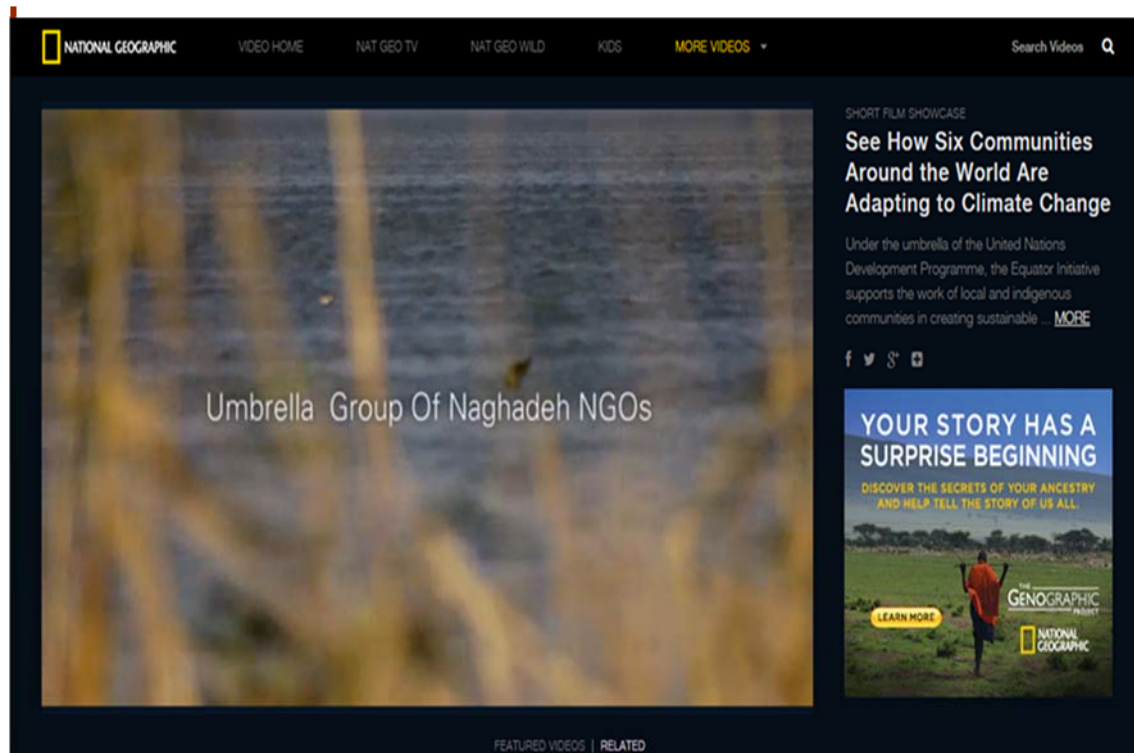 NATIONAL GEOGRAPHIC
VIDEO HOME
NAT GEO TV
NAT GEO WILD
KIDS
MORE VIDEOS
Search Videos
Umbrella Group Of Naghadeh NGOs
SHORT FILM SHOWCASE
See How Six Communities
Around the World Are
Adapting to Climate Change
Under the umbrella of the United Nations
Development Programme, the Equator Initiative
supports the work of local and indigenous
communities in creating sustainable ... MORE
YOUR STORY HAS A
SURPRISE BEGINNING
DISCOVER THE SECRETS OF YOUR ANCESTRY
AND HELP TELL THE STORY OF US ALL.
LEARN MORE
THE
GENOGRAPHIC
PROJECT
NATIONAL
GEOGRAPHIC
FEATURED VIDEOS | RELATED